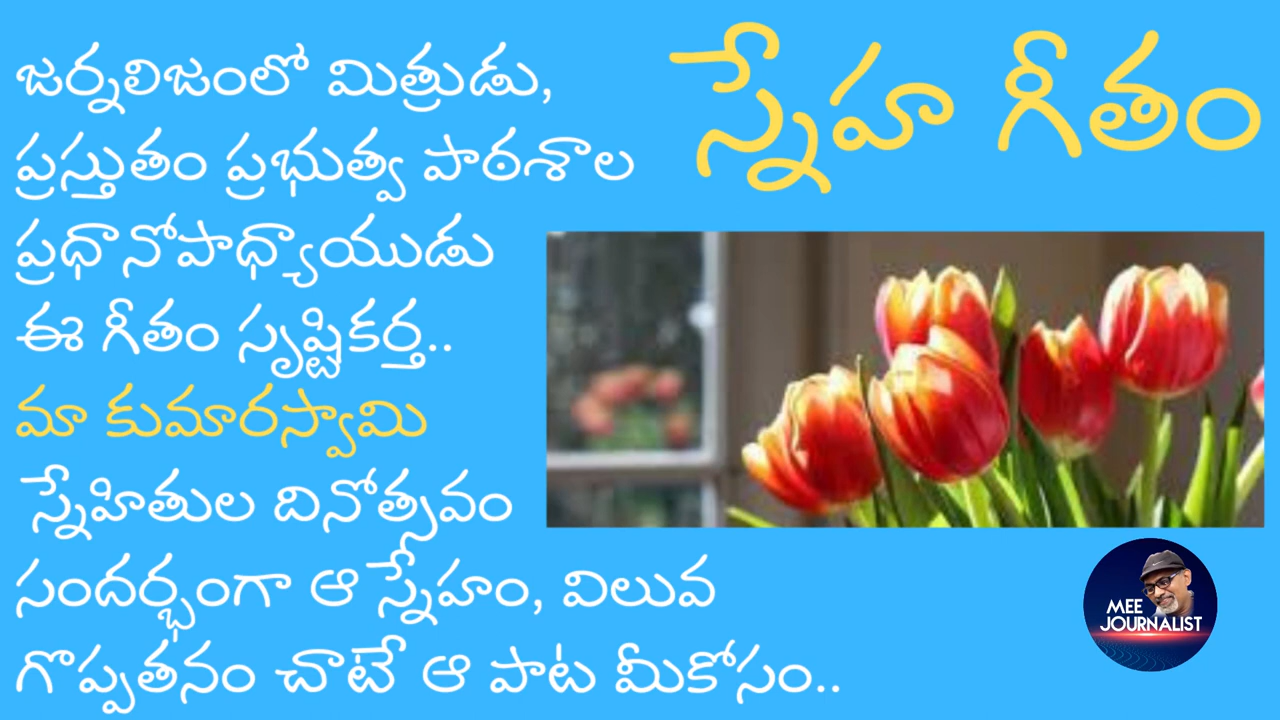 స్నేహ గీతం
జర్నలిజంలో మిత్రుడు,
ప్రస్తుతం ప్రభుత్వ పాఠశాల
ప్రధానోపాధ్యాయుడు
ఈ గీతం సృష్టికర్త..
మా కుమారస్వామి
స్నేహితుల దినోత్సవం
సందర్భంగా ఆ స్నేహం, విలువ
గొప్పతనం చాటే ఆ పాట మీకోసం..
MEE
JOURNALIST